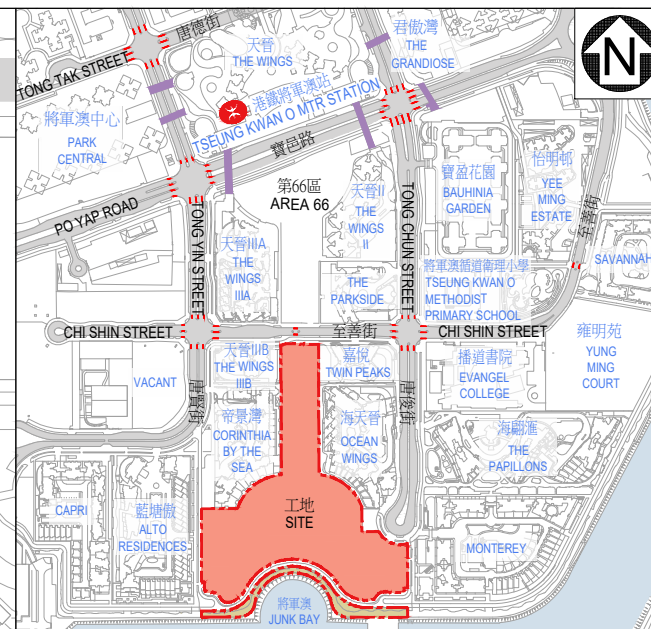 唐德街
TONG TAK STREET
天晉
THE WINGS
君傲灣
THE
GRANDIOSE
N
將軍澳中心
PARK
CENTRAL
港鐵將軍澳站
TSEUNG KWAN O MTR STATION
寶邑路
PO YAP ROAD
第66區
AREA 66
天晉II
THE
WINGS
II
寶盈花園
BAUHINIA
GARDEN
怡明邨
YEE
MING
ESTATE
至善街
SAVANNAH
TONG YIN STREET
天晉IIIA
THE
WINGS
IIIA
TONG CHUN STREET
THE
PARKSIDE
將軍澳循道衞理小學
TSEUNG KWAN O
METHODIST
PRIMARY SCHOOL
CHI SHIN STREET
至善街
CHI SHIN STREET
雍明苑
YUNG
MING
COURT
VACANT
唐賢街
天晉IIIB
THE WINGS
IIIB
嘉悅
TWIN PEAKS
唐俊街
播道書院
EVANGEL
COLLEGE
帝景灣
CORINTHIA
BY THE
SEA
海天晉
OCEAN
WINGS
海翩滙
THE
PAPILLONS
CAPRI
藍塘傲
ALTO
RESIDENCES
工地
SITE
MONTEREY
將軍澳
JUNK BAY